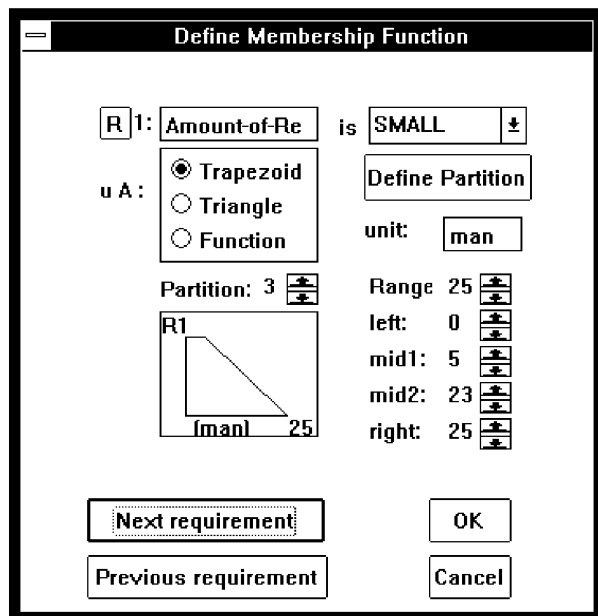 Define Membership Function
R 1: Amount-of-Re is SMALL
u A :
Trapezoid
Triangle
Function
Define Partition
unit: man
Partition: 3
R1
(man) 25
Range 25
left: 0
mid1: 5
mid2: 23
right: 25
Next requirement OK
Previous requirement Cancel